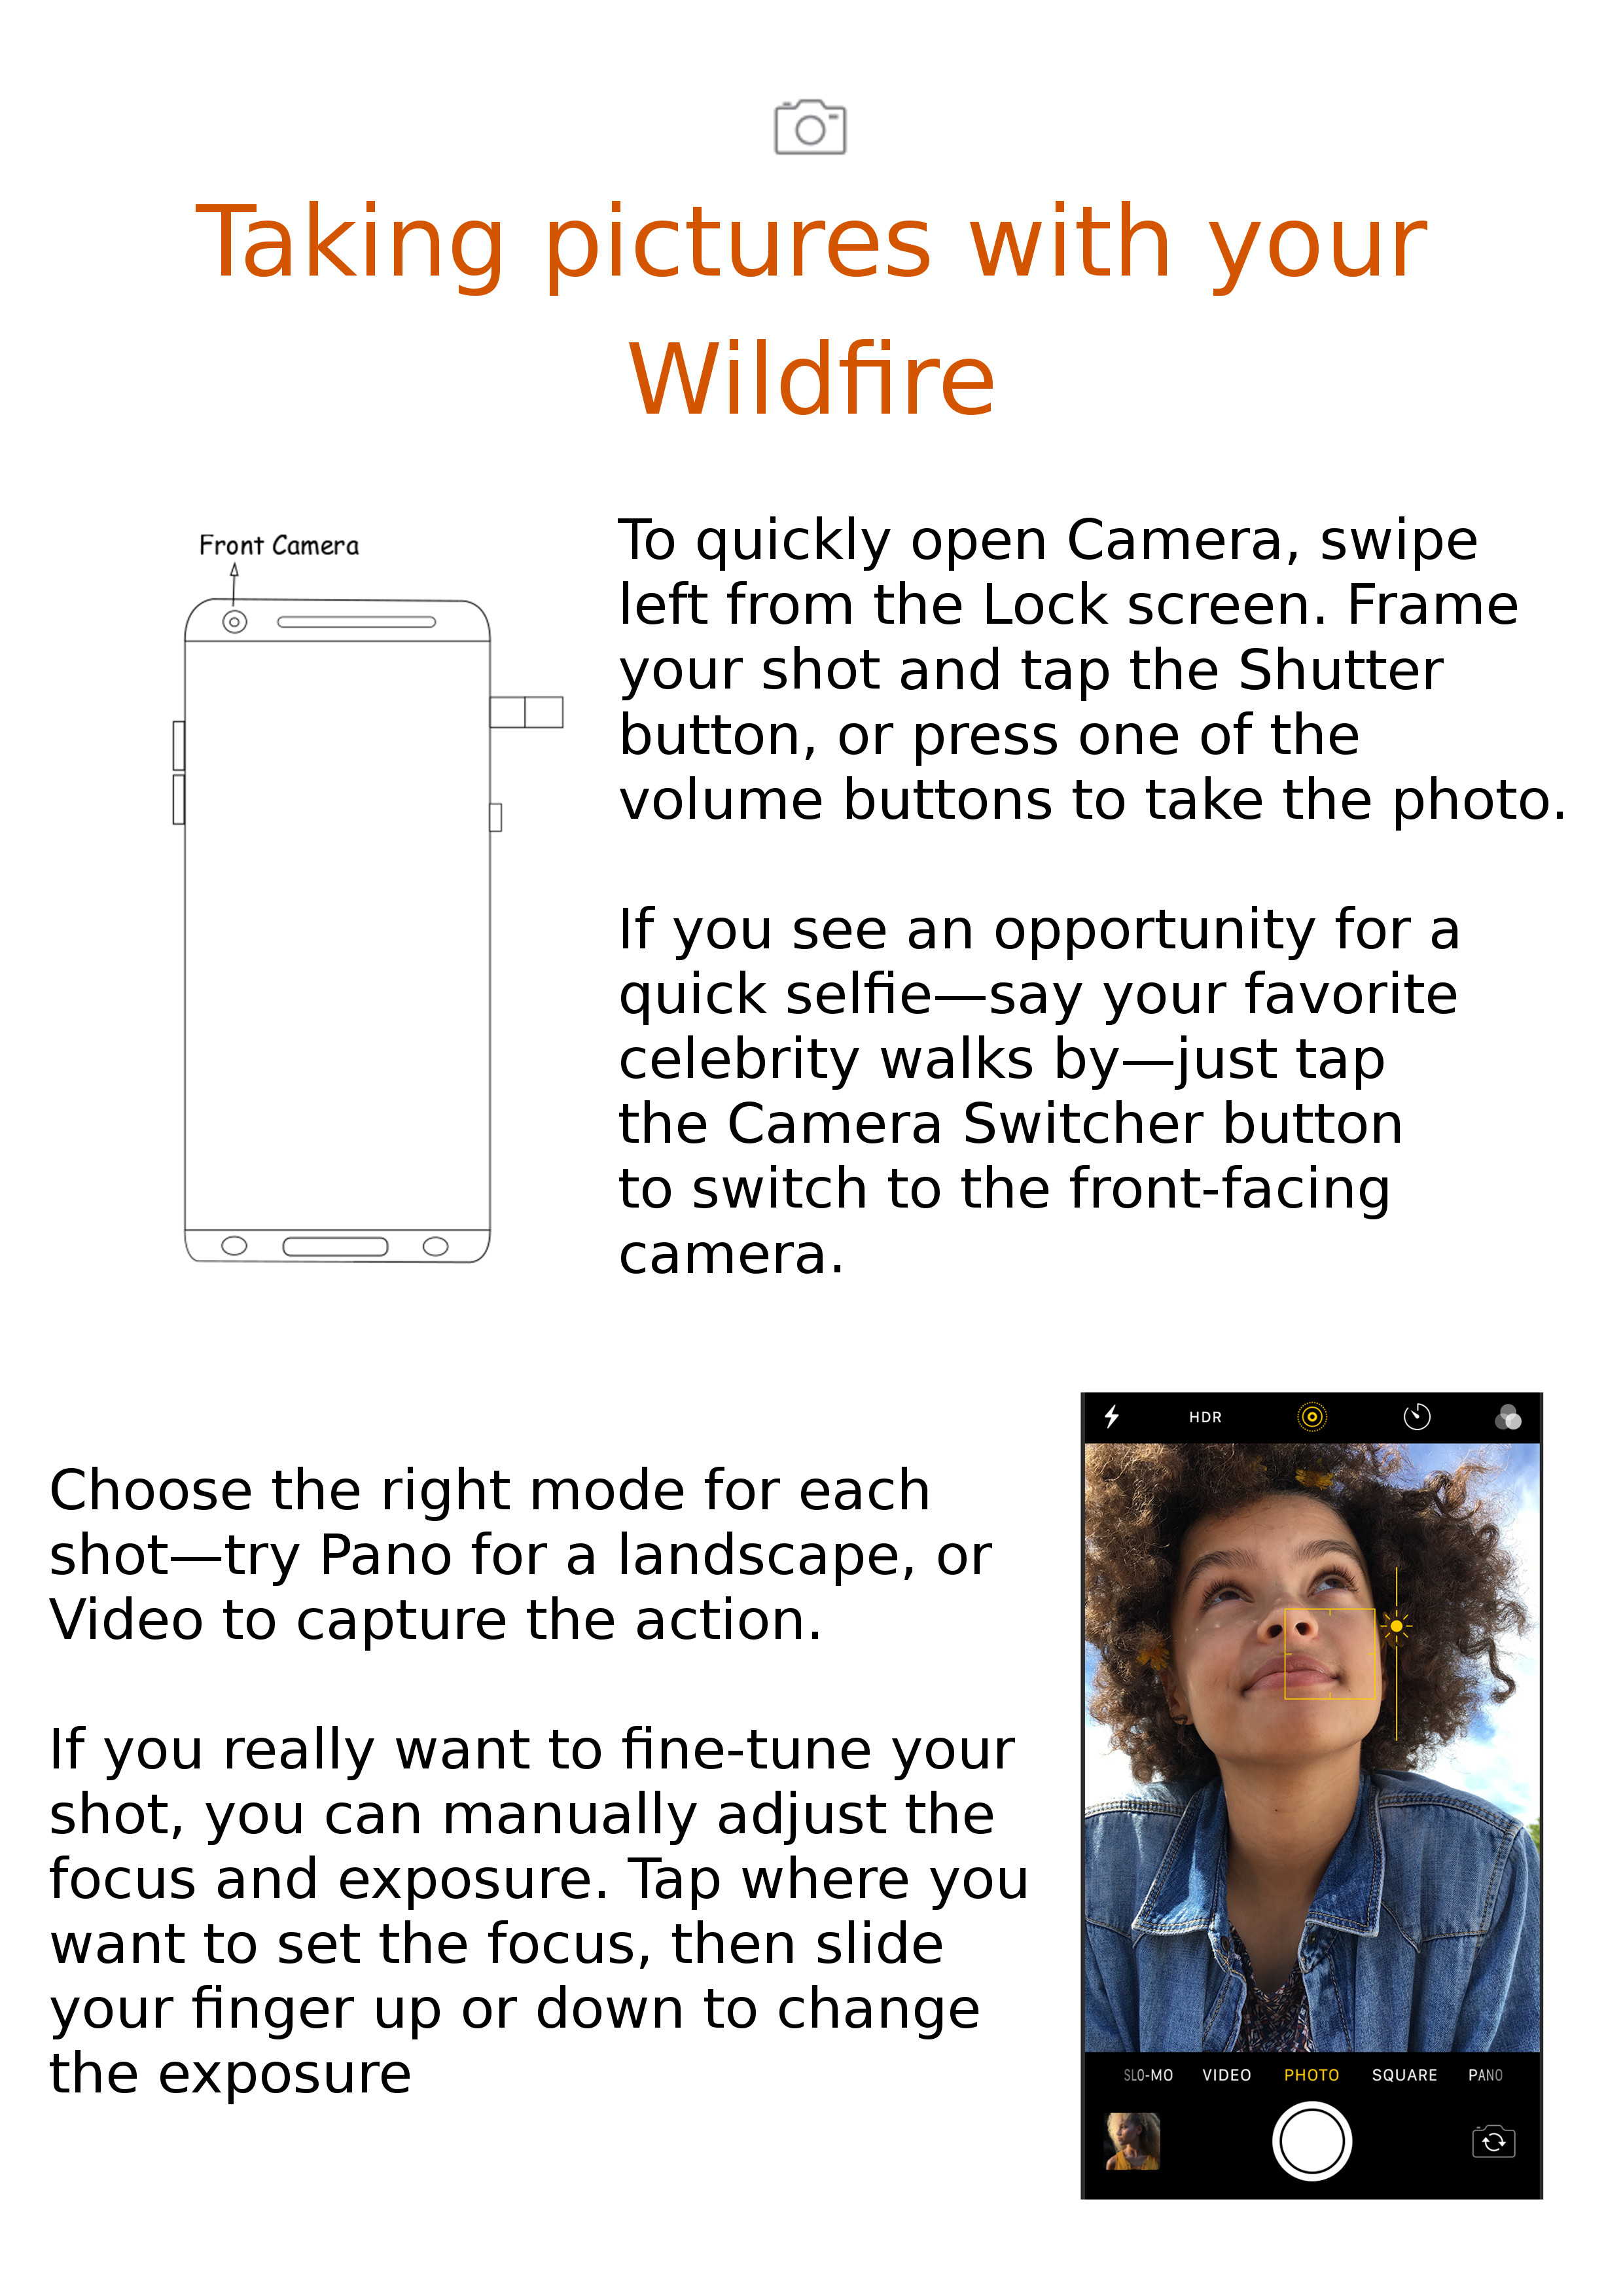 Taking pictures with your
Wildfire
Front Camera
To quickly open Camera, swipe
left from the Lock screen. Frame
your shot and tap the Shutter
button, or press one of the
volume buttons to take the photo.
If you see an opportunity for a
quick selfie—say your favorite
celebrity walks by—just tap
the Camera Switcher button
to switch to the front-facing
camera.
Choose the right mode for each
shot—try Pano for a landscape, or
Video to capture the action.
If you really want to fine-tune your
shot, you can manually adjust the
focus and exposure. Tap where you
want to set the focus, then slide
your finger up or down to change
the exposure
HDR
SLO-MO VIDEO PHOTO SQUARE PANO